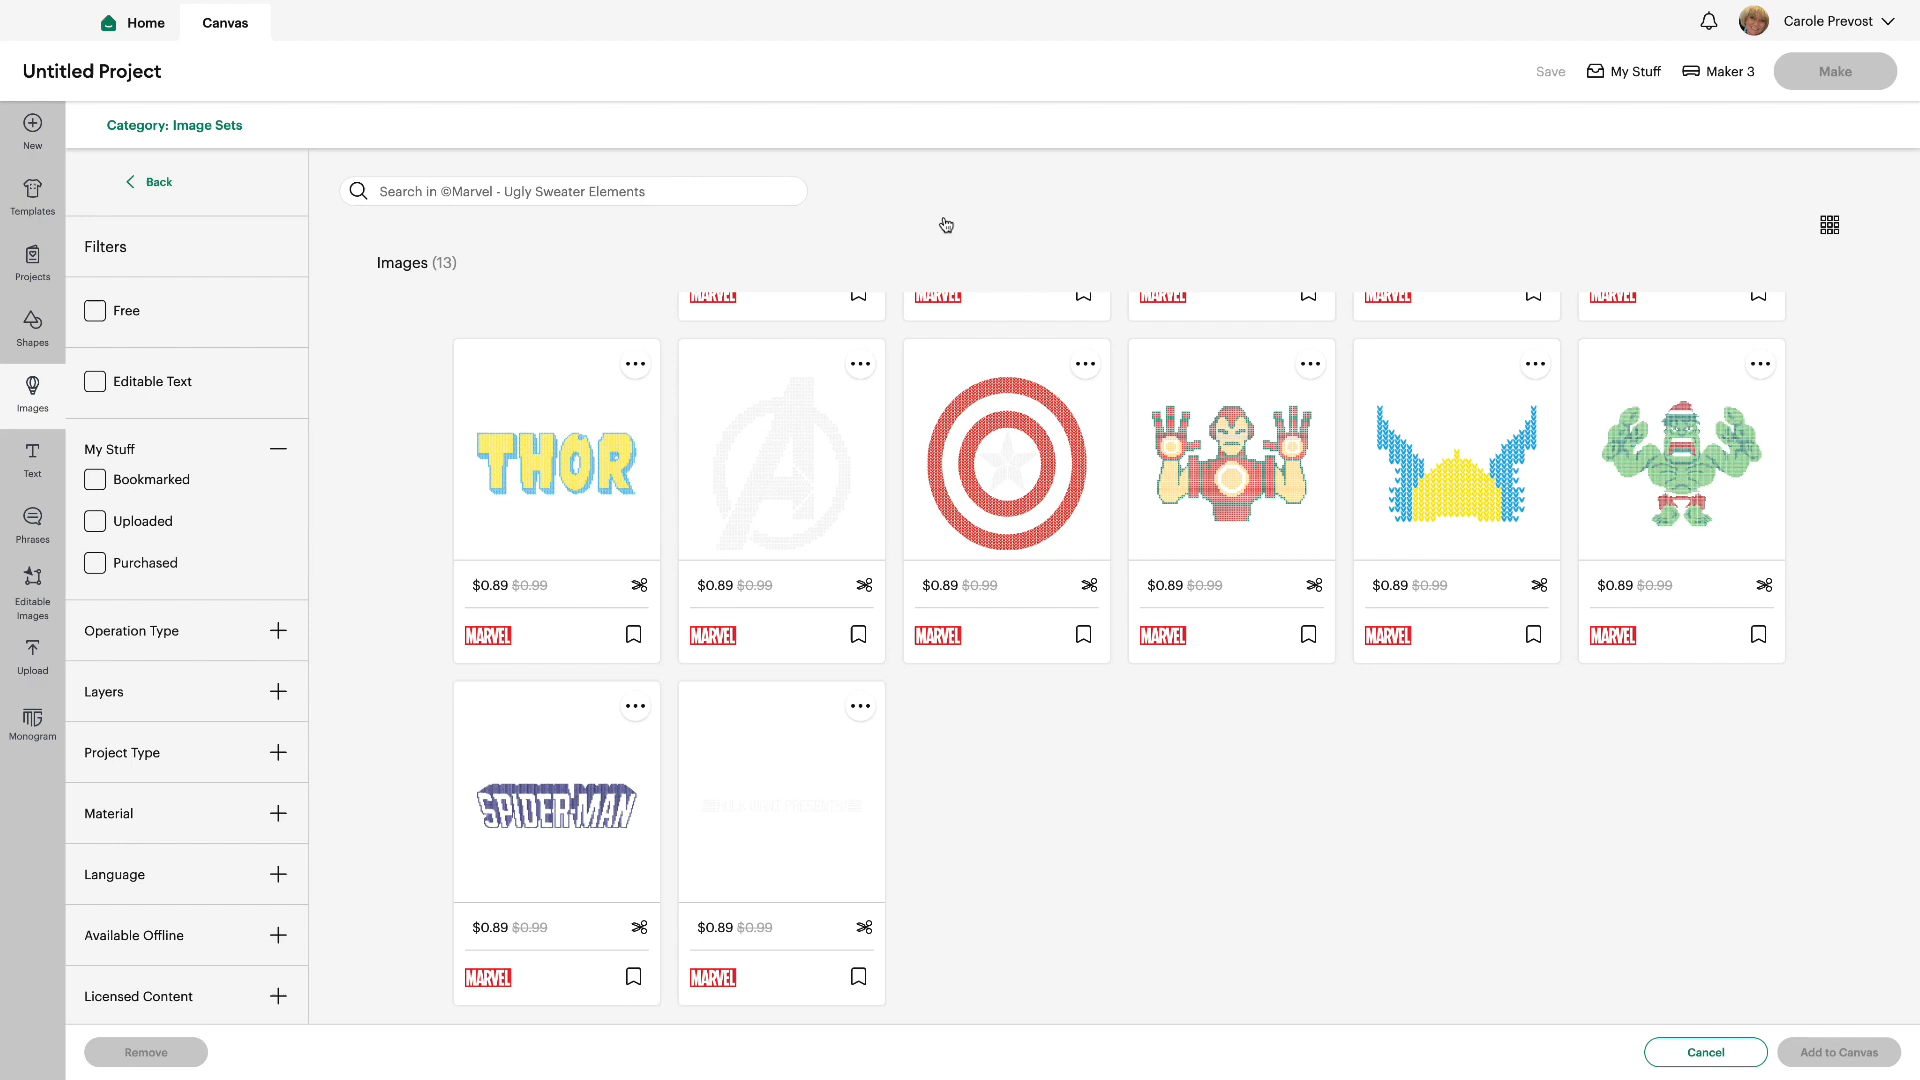 Home
Canvas
Carole Prevost
Untitled Project
Save
My Stuff
Maker 3
Make
New
Templates
Projects
Shapes
Images
Text
Phrases
Editable
Images
Upload
Monogram
Category: Image Sets
Back
Filters
Free
Editable Text
My Stuff
Bookmarked
Uploaded
Purchased
Operation Type
Layers
Project Type
Material
Language
Available Offline
Licensed Content
Search in ©Marvel - Ugly Sweater Elements
Images (13)
MARVEL
MARVEL
MARVEL
MARVEL
MARVEL
THOR
A
$0.89 $0.99
$0.89 $0.99
$0.89 $0.99
$0.89 $0.99
$0.89 $0.99
$0.89 $0.99
MARVEL
MARVEL
MARVEL
MARVEL
MARVEL
MARVEL
SPIDER-MAN
$0.89 $0.99
$0.89 $0.99
MARVEL
MARVEL
Remove
Cancel
Add to Canvas